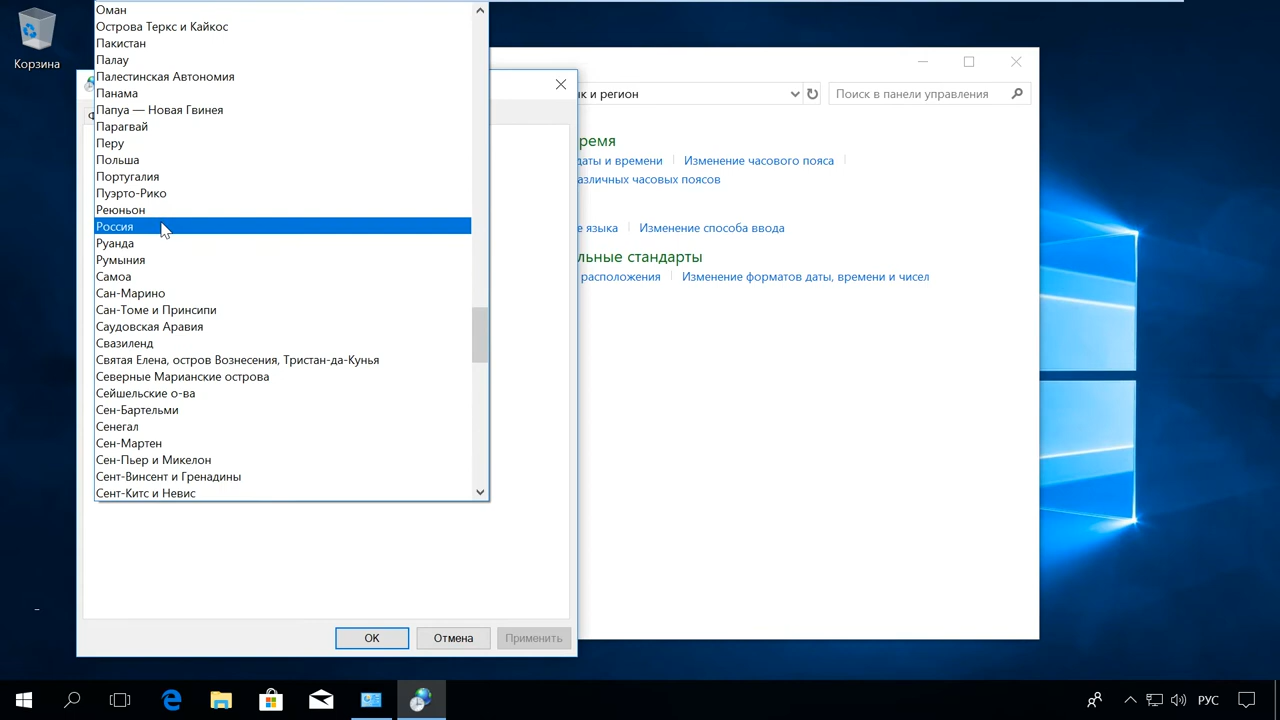 Корзина
Оман
Острова Теркс и Кайкос
Пакистан
Палау
Палестинская Автономия
Панама
Папуа — Новая Гвинея
Парагвай
Перу
Польша
Португалия
Пуэрто-Рико
Реюньон
Россия
Руанда
Румыния
Самоа
Сан-Марино
Сан-Томе и Принсипи
Саудовская Аравия
Свазиленд
Святая Елена, остров Вознесения, Тристан-да-Кунья
Северные Марианские острова
Сейшельские о-ва
Сен-Бартельми
Сенегал
Сен-Мартен
Сен-Пьер и Микелон
Сент-Винсент и Гренадины
Сент-Китс и Невис
ОК
Отмена
Применить
к и регион
Поиск в панели управления
ремя
даты и времени
Изменение часового пояса
азличных часовых поясов
е языка
Изменение способа ввода
льные стандарты
расположения
Изменение форматов даты, времени и чисел
РУС